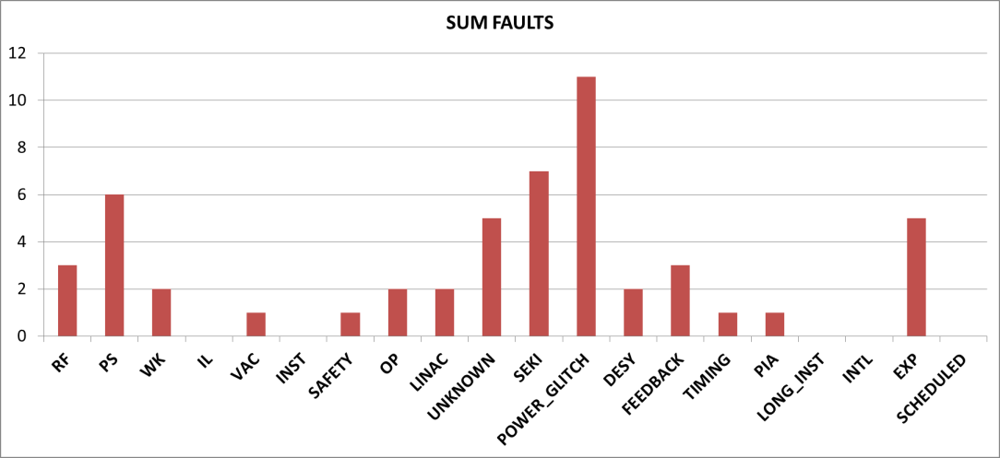 SUM FAULTS
12
10
8
6
4
2
0
RF
PS
WK
IL
VAC
INST
SAFETY
OP
LINAC
UNKNOWN
SEKI
POWER_GLITCH
DESY
FEEDBACK
TIMING
PIA
LONG_INST
INTL
EXP
SCHEDULED